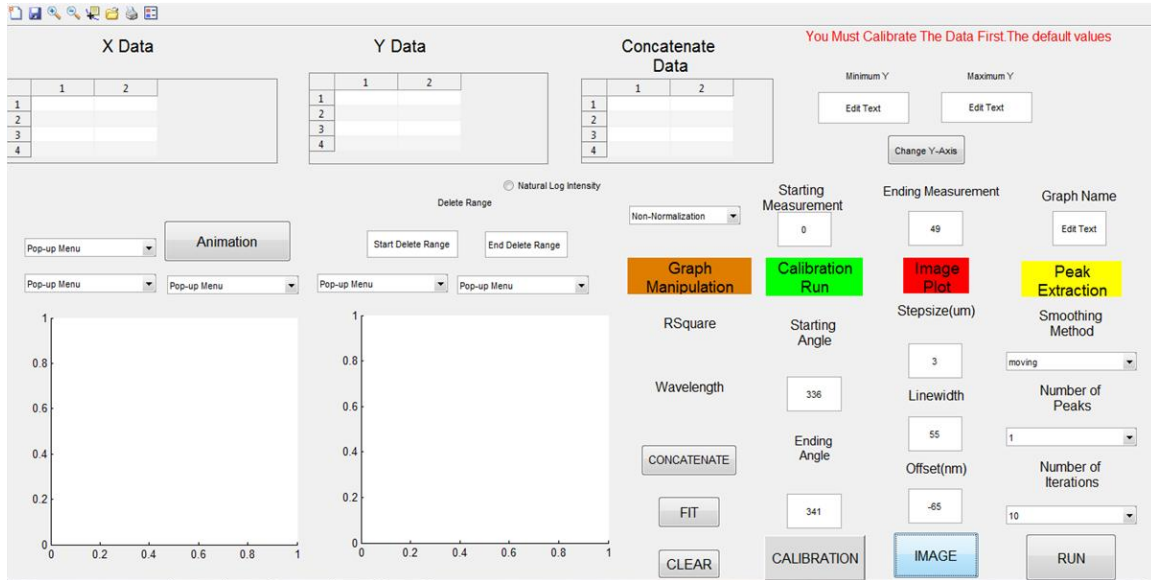 X Data
Y Data
Concatenate
Data
You Must Calibrate The Data First.The default values
Minimum Y
Maximum Y
1 2
1
2
3
4
1 2
1
2
3
4
1 2
1
2
3
4
Edit Text
Edit Text
Change Y-Axis
Natural Log Intensity
Delete Range
Non-Normalization
Starting
Measurement
0
Ending Measurement
49
Graph Name
Edit Text
Pop-up Menu
Animation
Start Delete Range
End Delete Range
Pop-up Menu
Pop-up Menu
Pop-up Menu
Pop-up Menu
Graph
Manipulation
Calibration
Run
Image
Plot
Peak
Extraction
1
0.8
0.6
0.4
0.2
0
0 0.2 0.4 0.6 0.8 1
1
0.8
0.6
0.4
0.2
0
0 0.2 0.4 0.6 0.8 1
RSquare
Wavelength
CONCATENATE
FIT
CLEAR
Starting
Angle
336
Ending
Angle
341
CALIBRATION
Stepsize(um)
3
Linewidth
55
Offset(nm)
-65
IMAGE
Smoothing
Method
moving
Number of
Peaks
1
Number of
Iterations
10
RUN